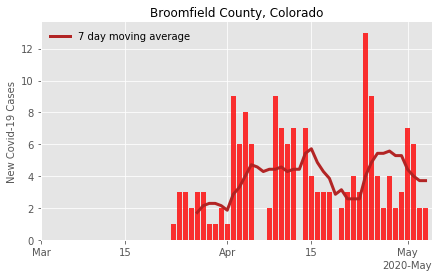 Broomfield County, Colorado
7 day moving average
New Covid-19 Cases
12
10
8
6
4
2
0
Mar
15
Apr
15
May
2020-May